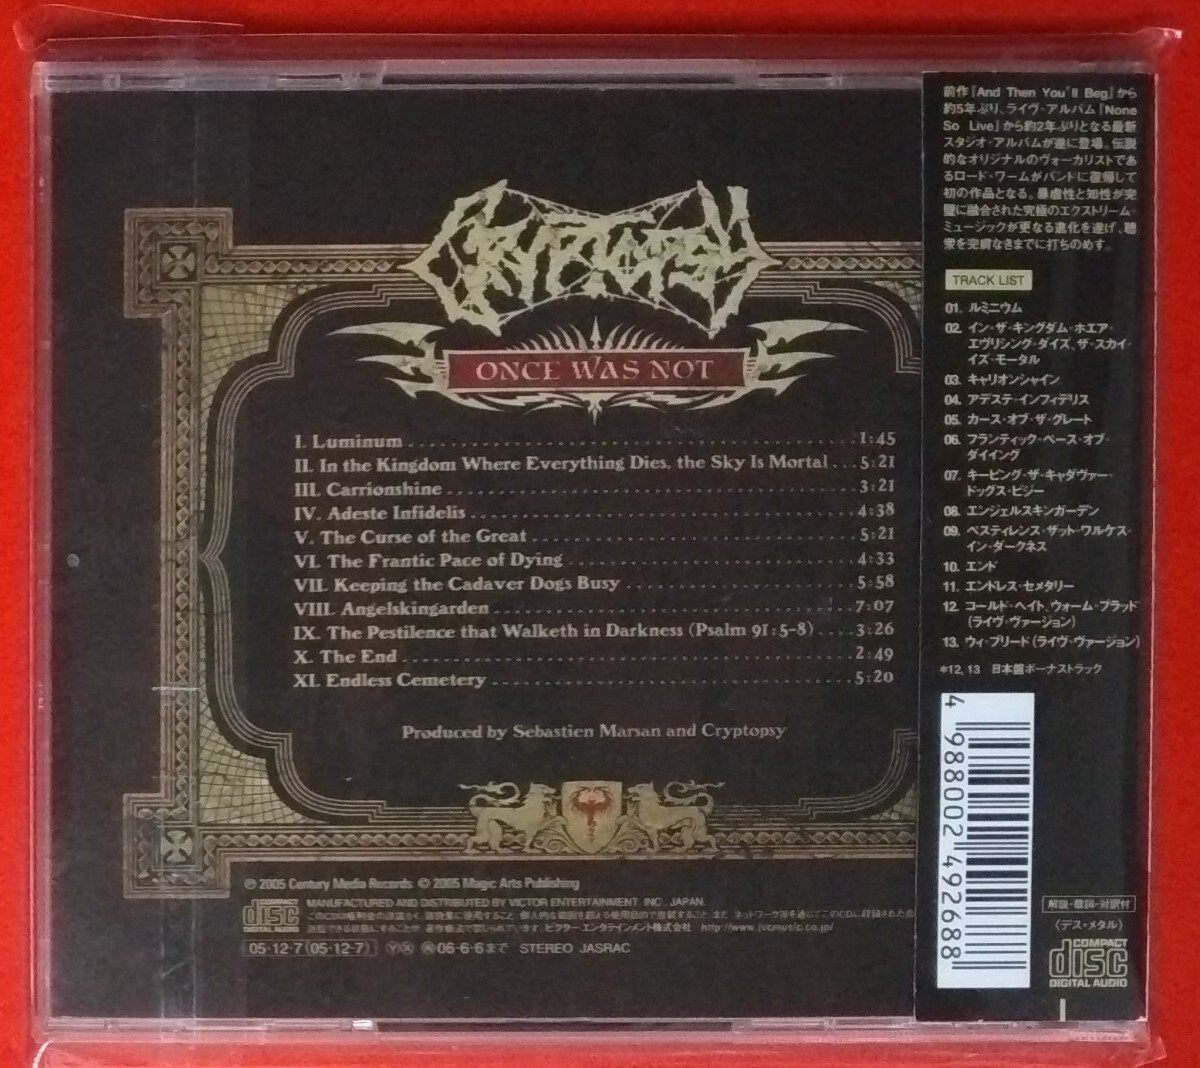 CRYPTOPSY
ONCE WAS NOT
I. Luminum 1:45
II. In the Kingdom Where Everything Dies, the Sky Is Mortal 5:21
III. Carrionshine 3:21
IV. Adeste Infidelis 4:38
V. The Curse of the Great 5:21
VI. The Frantic Pace of Dying 4:33
VII. Keeping the Cadaver Dogs Busy 5:58
VIII. Angelskingarden 7:07
IX. The Pestilence that Walketh in Darkness (Psalm 91:5-8) 3:26
X. The End 2:49
XI. Endless Cemetery 5:20
Produced by Sebastien Marsan and Cryptopsy
℗ 2005 Century Media Records © 2005 Magic Arts Publishing
COMPACT
disc
DIGITAL AUDIO
MANUFACTURED AND DISTRIBUTED BY VICTOR ENTERTAINMENT, INC., JAPAN.
ビクターエンタテインメント株式会社 http://www.jvcmusic.co.jp/
05・12・7 (05・12・7) 06・6・6まで STEREO JASRAC
前作『And Then You'll Beg』から
約5年ぶり、ライヴ・アルバム『None
So Live』から約2年ぶりとなる最新
スタジオ・アルバムが遂に登場。伝説
的なオリジナルのヴォーカリストであ
るロード・ワームがバンドに復帰して
初の作品となる。暴虐性と知性が完
璧に融合された究極のエクストリーム・
ミュージックが更なる進化を遂げ、聴
衆を完膚なきまでに打ちのめす。
TRACK LIST
01. ルミニウム
02. イン・ザ・キングダム・ホエア・
エヴリシング・ダイズ、ザ・スカイ・
イズ・モータル
03. キャリオンシャイン
04. アデステ・インフィデリス
05. カース・オブ・ザ・グレート
06. フランティック・ペース・オブ・
ダイイング
07. キーピング・ザ・キャダヴァー・
ドッグス・ビジー
08. エンジェルスキンガーデン
09. ペスティレンス・ザット・ワルケス・
イン・ダークネス
10. エンド
11. エンドレス・セメタリー
12. コールド・ヘイト、ウォーム・ブラッド
(ライヴ・ヴァージョン)
13. ウィ・ブリード(ライヴ・ヴァージョン)
*12, 13 日本盤ボーナストラック
4 988002 492688
解説・歌詞・対訳付
〈デス・メタル〉
COMPACT
disc
DIGITAL AUDIO